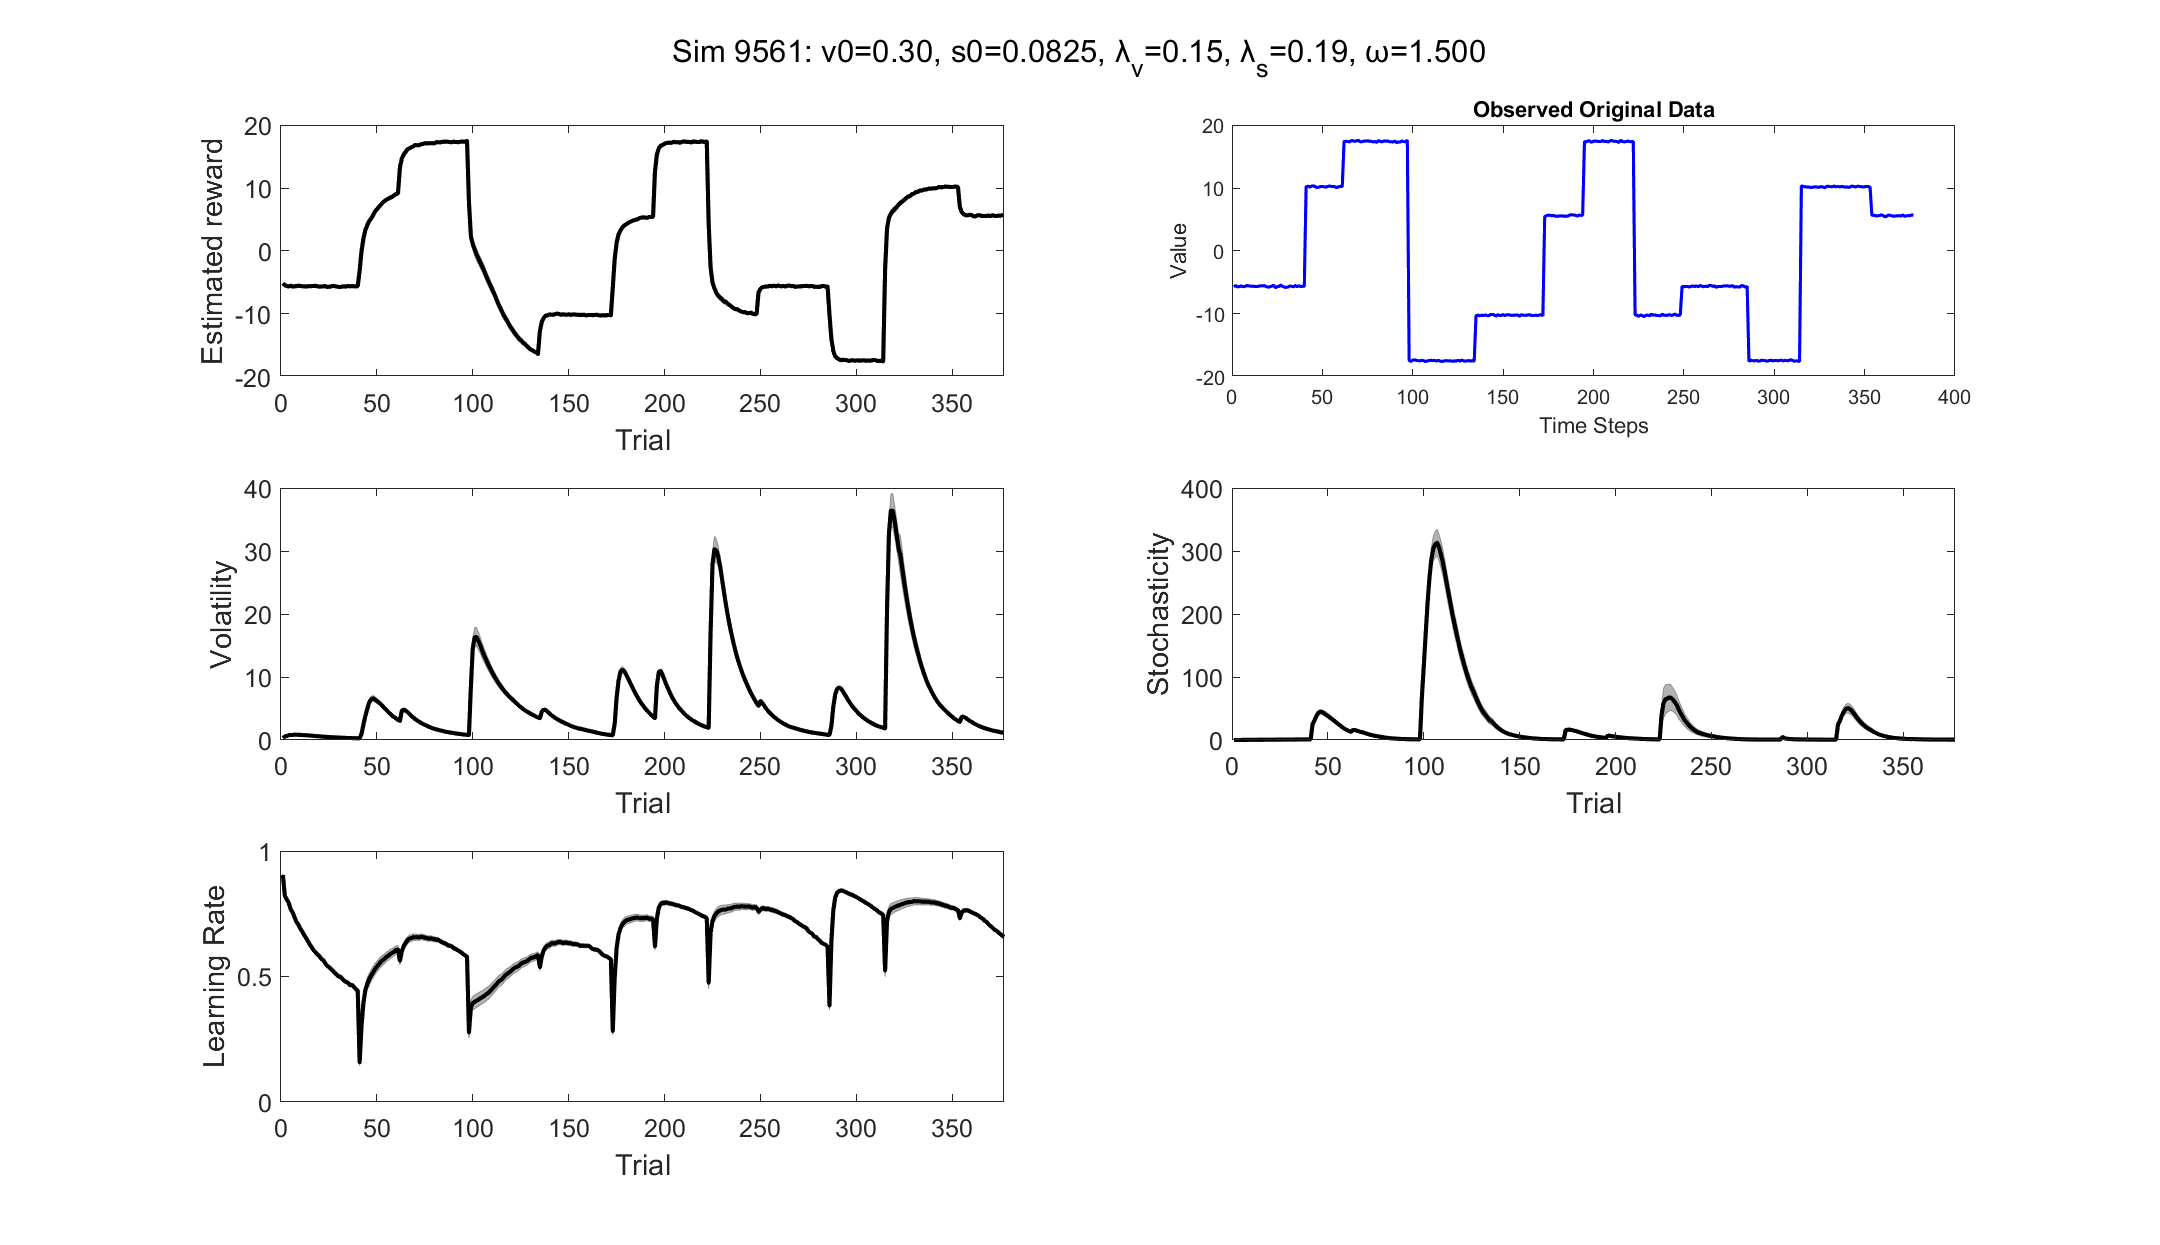 Sim 9561: v0=0.30, s0=0.0825, λv=0.15, λs=0.19, ω=1.500
20
10
0
-10
-20
Estimated reward
0 50 100 150 200 250 300 350
Trial
Observed Original Data
20
10
0
-10
-20
Value
0 50 100 150 200 250 300 350 400
Time Steps
40
30
20
10
0
Volatility
0 50 100 150 200 250 300 350
Trial
400
300
200
100
0
Stochasticity
0 50 100 150 200 250 300 350
Trial
1
0.5
0
Learning Rate
0 50 100 150 200 250 300 350
Trial